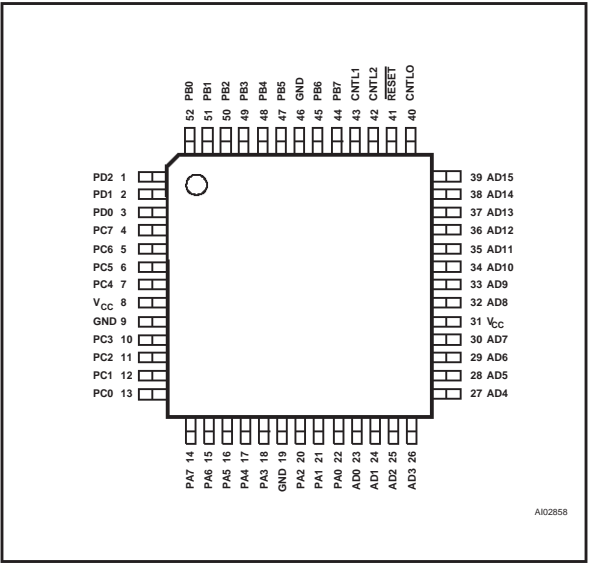 52 PB0
51 PB1
50 PB2
49 PB3
48 PB4
47 PB5
46 GND
45 PB6
44 PB7
43 CNTL1
42 CNTL2
41 RESET
40 CNTLO
PD2 1
PD1 2
PD0 3
PC7 4
PC6 5
PC5 6
PC4 7
VCC 8
GND 9
PC3 10
PC2 11
PC1 12
PC0 13
39 AD15
38 AD14
37 AD13
36 AD12
35 AD11
34 AD10
33 AD9
32 AD8
31 VCC
30 AD7
29 AD6
28 AD5
27 AD4
PA7 14
PA6 15
PA5 16
PA4 17
PA3 18
GND 19
PA2 20
PA1 21
PA0 22
AD0 23
AD1 24
AD2 25
AD3 26
AI02858